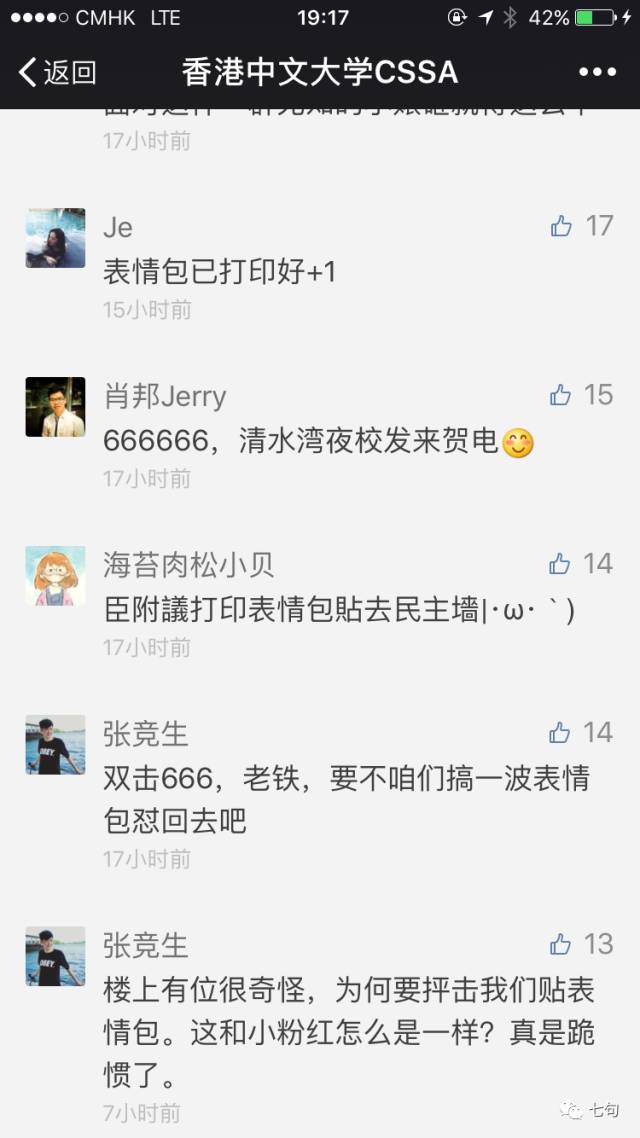 CMHK LTE 19:17 42%
返回 香港中文大学CSSA
17小时前
Je 17
表情包已打印好+1
15小时前
肖邦Jerry 15
666666，清水湾夜校发来贺电😊
17小时前
海苔肉松小贝 14
臣附議打印表情包貼去民主墻|･ω･｀)
17小时前
张竞生 14
双击666，老铁，要不咱们搞一波表情
包怼回去吧
17小时前
张竞生 13
楼上有位很奇怪，为何要抨击我们贴表
情包。这和小粉红怎么是一样？真是跪
惯了。
7小时前
七句